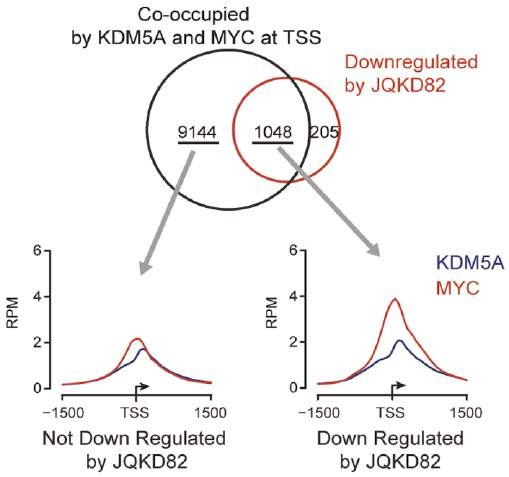 Co-occupied
by KDM5A and MYC at TSS
Downregulated
by JQKD82
9144
1048
205
6
4
2
0
RPM
−1500
TSS
1500
Not Down Regulated
by JQKD82
6
4
2
0
RPM
−1500
TSS
1500
Down Regulated
by JQKD82
KDM5A
MYC